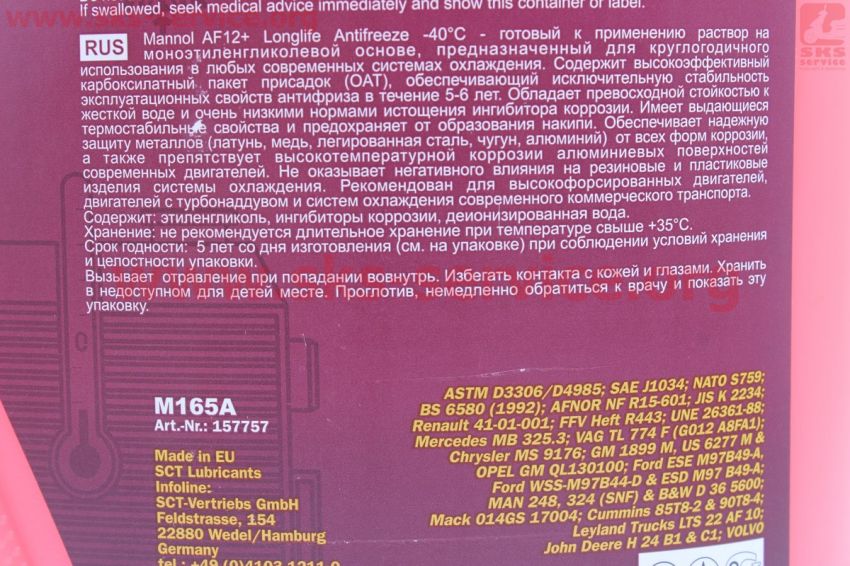 If swallowed, seek medical advice immediately and show this container or label.
RUS Mannol AF12+ Longlife Antifreeze -40°C - готовый к применению раствор на
моноэтиленгликолевой основе, предназначенный для круглогодичного
использования в любых современных системах охлаждения. Содержит высокоэффективный
карбоксилатный пакет присадок (OAT), обеспечивающий исключительную стабильность
эксплуатационных свойств антифриза в течение 5-6 лет. Обладает превосходной стойкостью к
жесткой воде и очень низкими нормами истощения ингибитора коррозии. Имеет выдающиеся
термостабильные свойства и предохраняет от образования накипи. Обеспечивает надежную
защиту металлов (латунь, медь, легированная сталь, чугун, алюминий) от всех форм коррозии,
а также препятствует высокотемпературной коррозии алюминиевых поверхностей
современных двигателей. Не оказывает негативного влияния на резиновые и пластиковые
изделия системы охлаждения. Рекомендован для высокофорсированных двигателей,
двигателей с турбонаддувом и систем охлаждения современного коммерческого транспорта.
Содержит: этиленгликоль, ингибиторы коррозии, деионизированная вода.
Хранение: не рекомендуется длительное хранение при температуре свыше +35°C.
Срок годности: 5 лет со дня изготовления (см. на упаковке) при соблюдении условий хранения
и целостности упаковки.
Вызывает отравление при попадании вовнутрь. Избегать контакта с кожей и глазами. Хранить
в недоступном для детей месте. Проглотив, немедленно обратиться к врачу и показать эту
упаковку.
M165A
Art.-Nr.: 157757
Made in EU
SCT Lubricants
Infoline:
SCT-Vertriebs GmbH
Feldstrasse, 154
22880 Wedel/Hamburg
Germany
tel.: +49 (0)4103 1211 0
ASTM D3306/D4985; SAE J1034; NATO S759;
BS 6580 (1992); AFNOR NF R15-601; JIS K 2234;
Renault 41-01-001; FFV Heft R443; UNE 26361-88;
Mercedes MB 325.3; VAG TL 774 F (G012 A8FA1);
Chrysler MS 9176; GM 1899 M, US 6277 M &
OPEL GM QL130100; Ford ESE M97B49-A,
Ford WSS-M97B44-D & ESD M97 B49-A;
MAN 248, 324 (SNF) & B&W D 36 5600;
Mack 014GS 17004; Cummins 85T8-2 & 90T8-4;
Leyland Trucks LTS 22 AF 10;
John Deere H 24 B1 & C1; VOLVO
SKS
service
www.sks-service.org